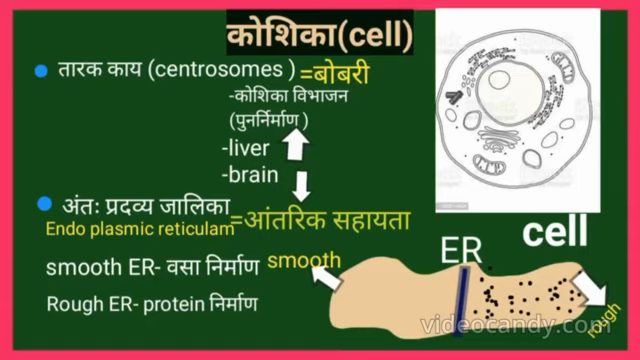 कोशिका(cell)
तारक काय (centrosomes )=बोबरी
-कोशिका विभाजन
(पुनर्निर्माण )
-liver
-brain
अंतः प्रदव्य जालिका
=आंतरिक सहायता
Endo plasmic reticulam
cell
ER
smooth ER- वसा निर्माण
smooth
Rough ER- protein निर्माण
rough
videocandy.com